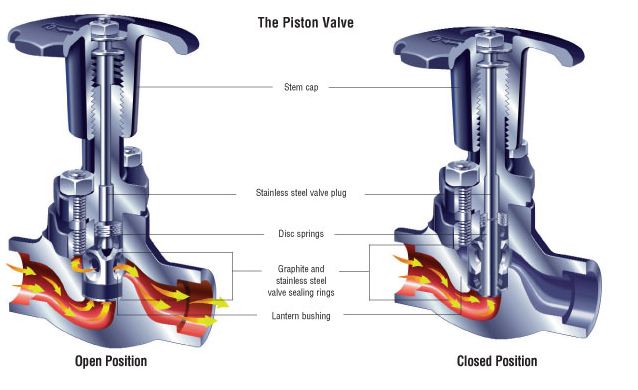 The Piston Valve
Stem cap
Stainless steel valve plug
Disc springs
Graphite and
stainless steel
valve sealing rings
Lantern bushing
Open Position
Closed Position